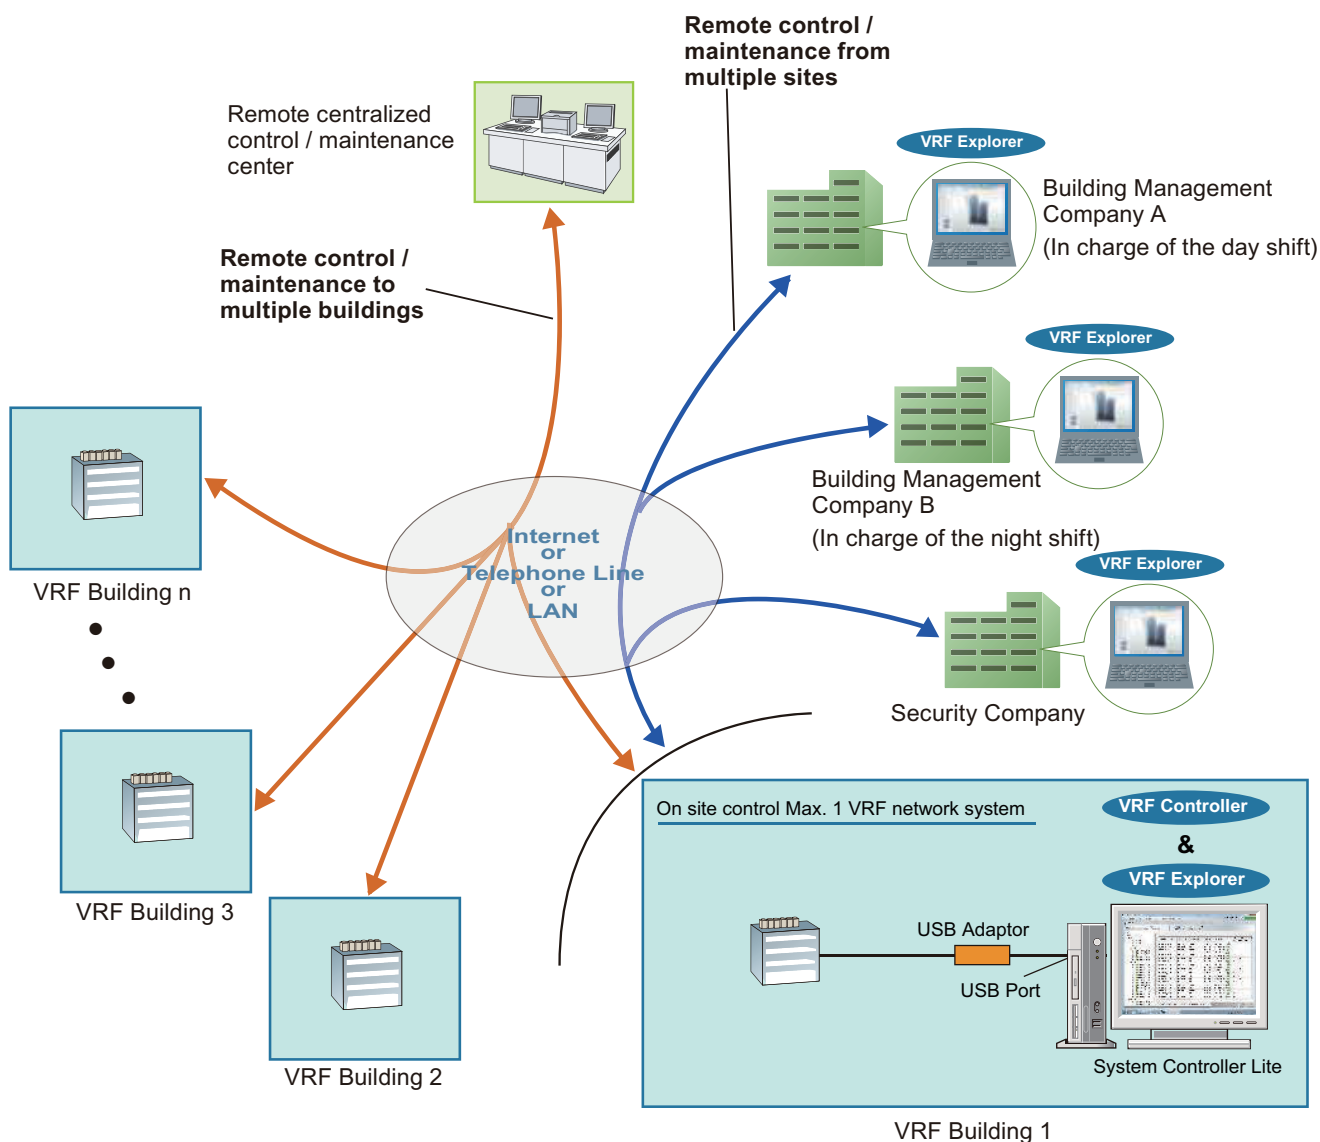 Remote control /
maintenance from
multiple sites
Remote centralized
control / maintenance
center
VRF Explorer
Building Management
Company A
(In charge of the day shift)
Remote control /
maintenance to
multiple buildings
VRF Explorer
Building Management
Company B
(In charge of the night shift)
Internet
or
Telephone Line
or
LAN
VRF Explorer
VRF Building n
Security Company
On site control Max. 1 VRF network system
VRF Controller
&
VRF Explorer
VRF Building 3
USB Adaptor
USB Port
VRF Building 2
System Controller Lite
VRF Building 1